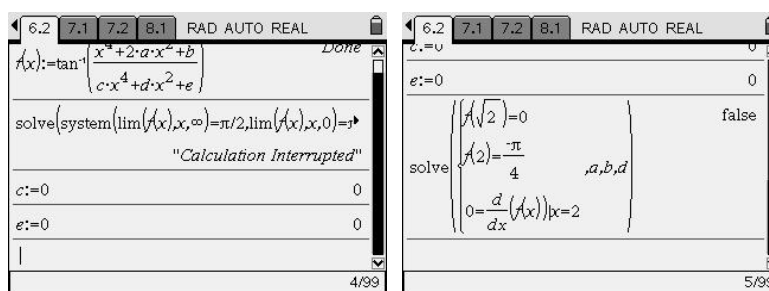 6.2 7.1 7.2 8.1 RAD AUTO REAL
f(x):=tan⁻¹((x⁴+2·a·x²+b)/(c·x⁴+d·x²+e)) Done
solve(system(lim(f(x),x,∞)=π/2,lim(f(x),x,0)=
"Calculation Interrupted"
c:=0 0
e:=0 0
4/99
6.2 7.1 7.2 8.1 RAD AUTO REAL
c:=0 0
e:=0 0
solve({f(√2)=0 false
f(2)=-π/4 ,a,b,d
0=d/dx(f(x))|x=2)
5/99